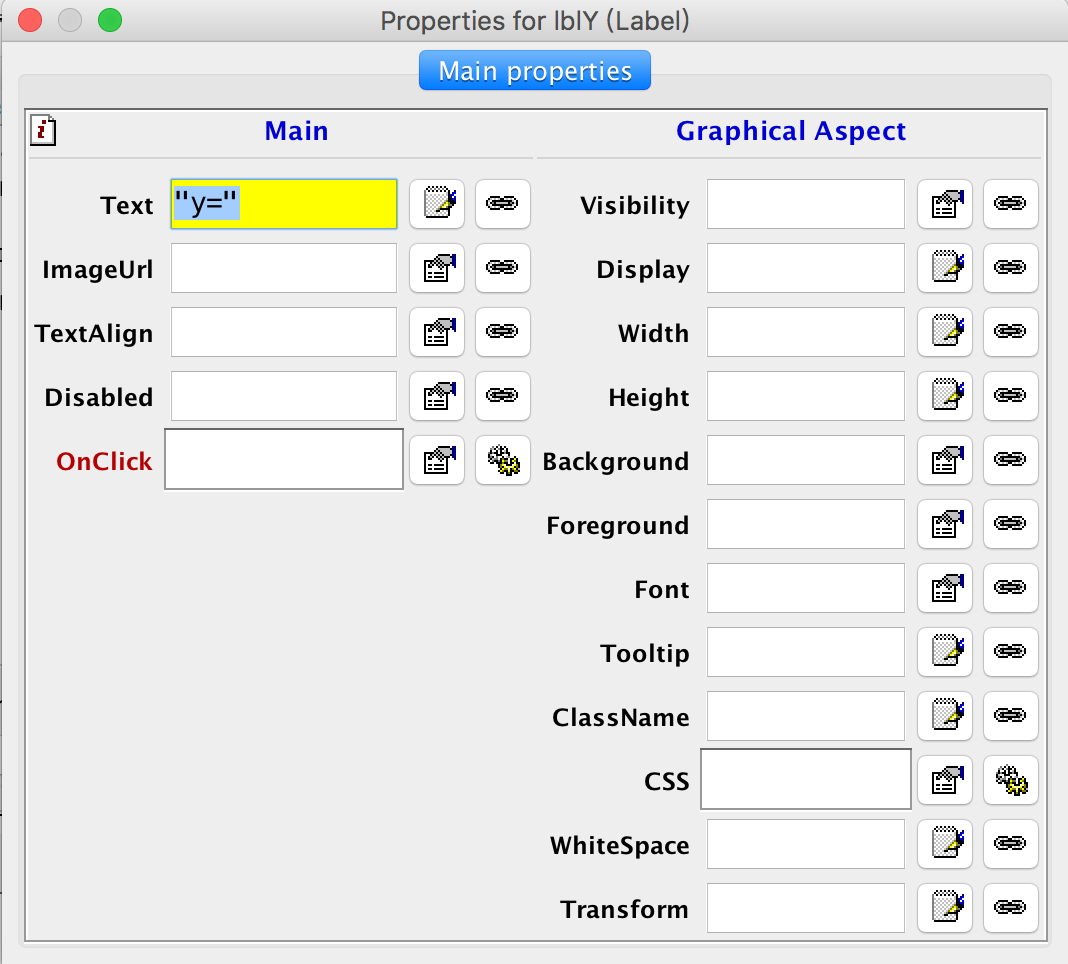 Properties for lblY (Label)
Main properties
Main
Text "y="
ImageUrl
TextAlign
Disabled
OnClick
Graphical Aspect
Visibility
Display
Width
Height
Background
Foreground
Font
Tooltip
ClassName
CSS
WhiteSpace
Transform